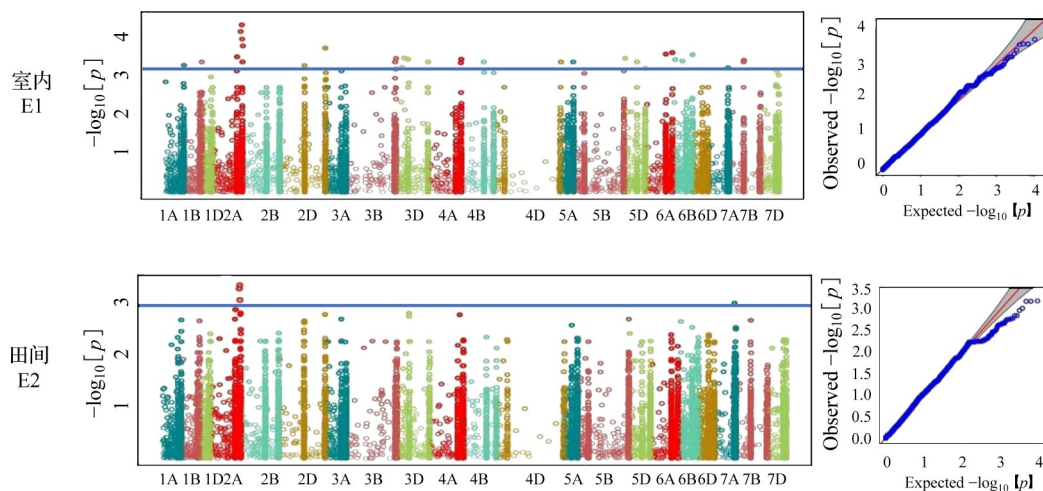 室内
E1
−log₁₀[p]
4
3
2
1
1A 1B 1D2A 2B 2D 3A 3B 3D 4A 4B 4D 5A 5B 5D 6A 6B 6D 7A 7B 7D
Observed −log₁₀[p]
4
3
2
1
0
0 1 2 3 4
Expected −log₁₀【p】
田间
E2
−log₁₀[p]
3
2
1
1A 1B 1D2A 2B 2D 3A 3B 3D 4A 4B 4D 5A 5B 5D 6A 6B 6D 7A 7B 7D
Observed −log₁₀[p]
3.5
3.0
2.5
2.0
1.5
1.0
0.5
0.0
0 1 2 3 4
Expected −log₁₀【p】